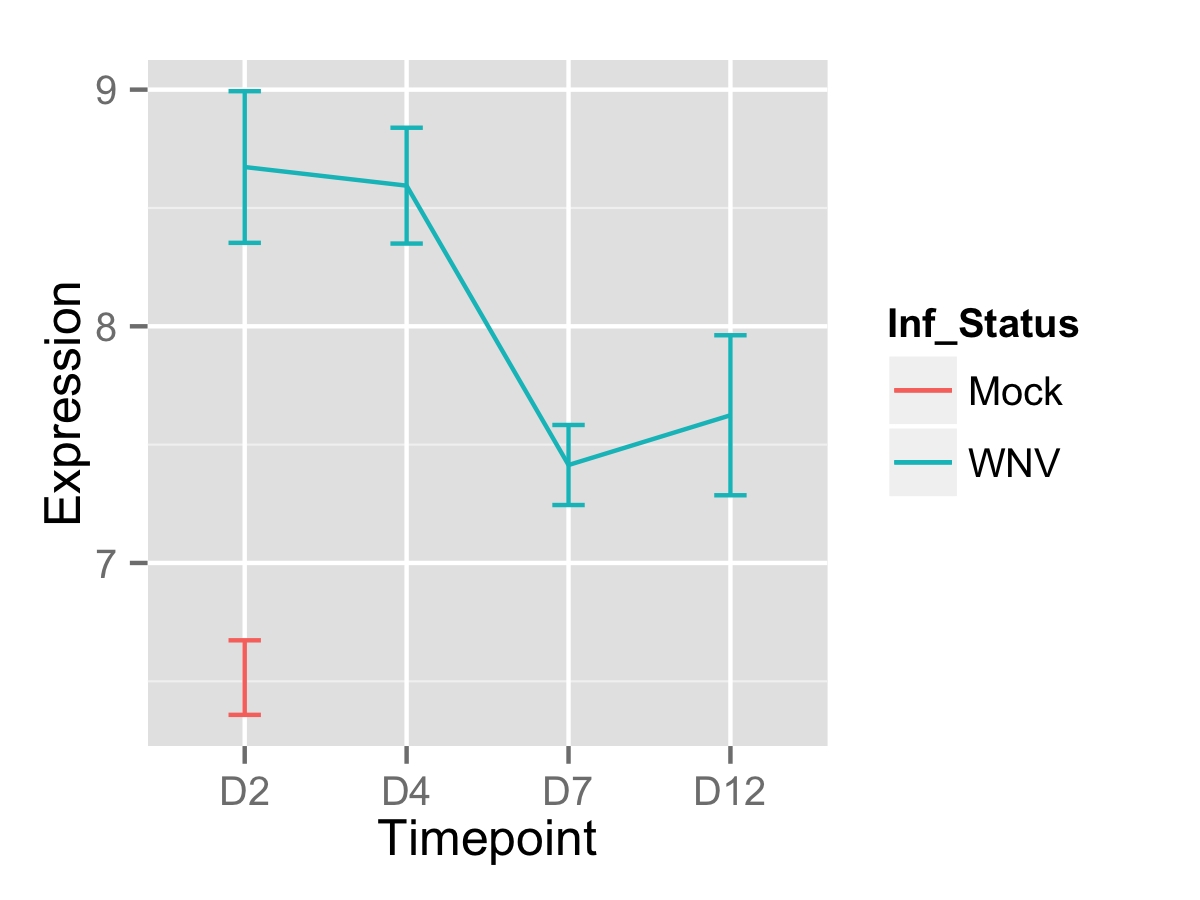 9
8
7
Expression
D2 D4 D7 D12
Timepoint
Inf_Status
Mock
WNV